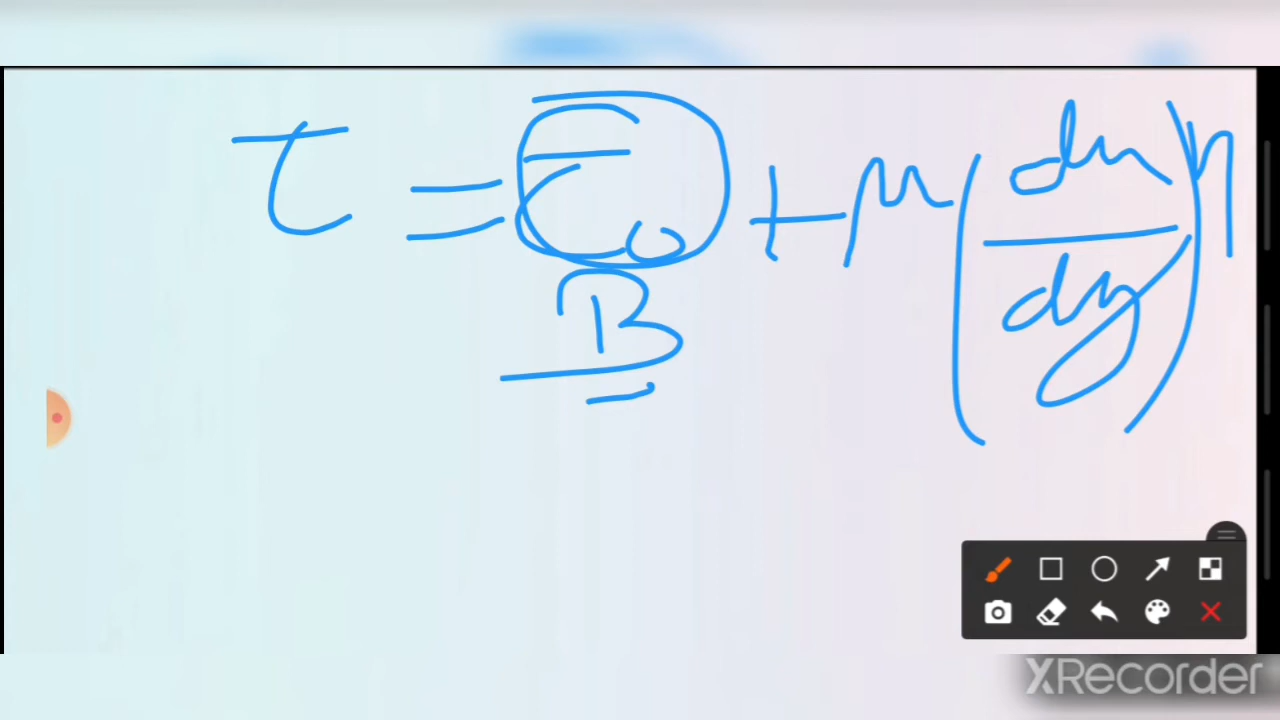 τ = τ₀ + μ (du/dy)ⁿ
B
XRecorder